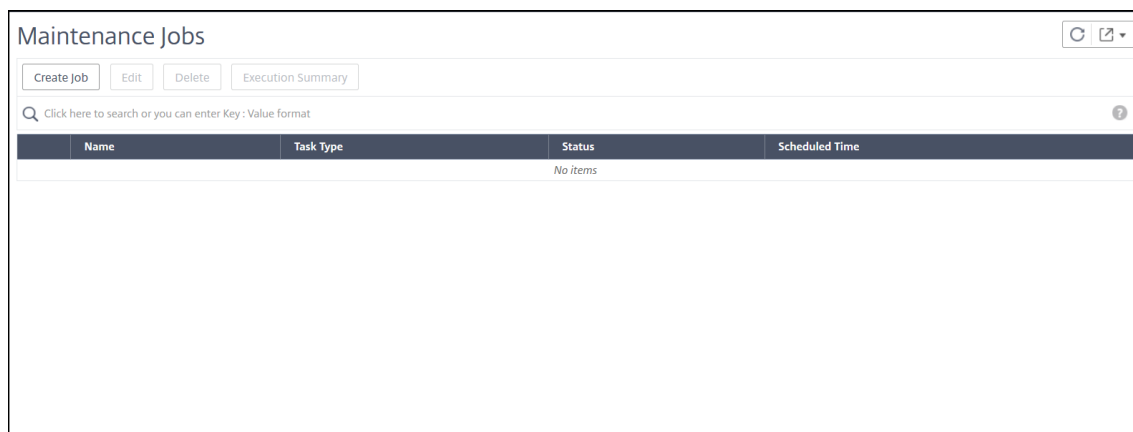 Maintenance Jobs
Create Job Edit Delete Execution Summary
Click here to search or you can enter Key : Value format ?
Name Task Type Status Scheduled Time
No items